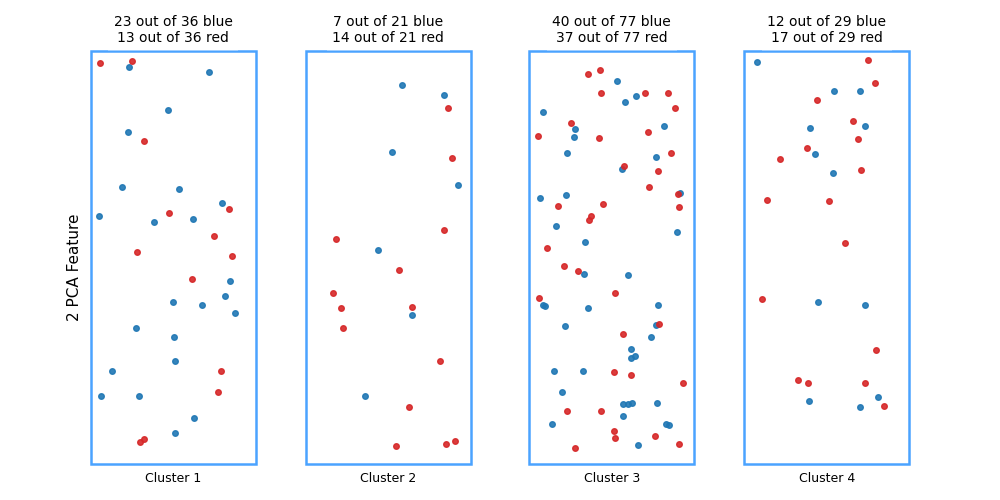 23 out of 36 blue
13 out of 36 red
7 out of 21 blue
14 out of 21 red
40 out of 77 blue
37 out of 77 red
12 out of 29 blue
17 out of 29 red
2 PCA Feature
Cluster 1
Cluster 2
Cluster 3
Cluster 4